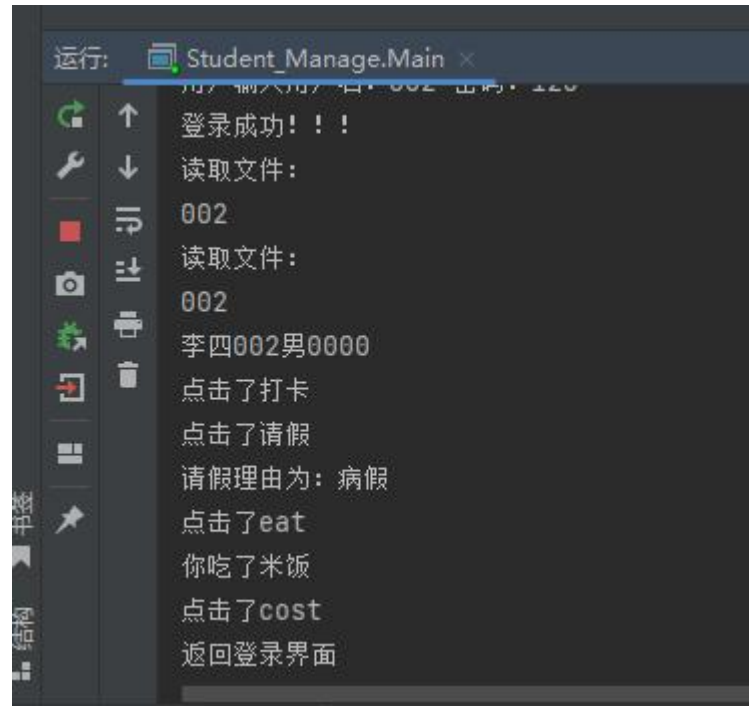 运行: Student_Manage.Main ×
登录成功!!!
读取文件:
002
读取文件:
002
李四002男0000
点击了打卡
点击了请假
请假理由为: 病假
点击了eat
你吃了米饭
点击了cost
返回登录界面
书签
结构